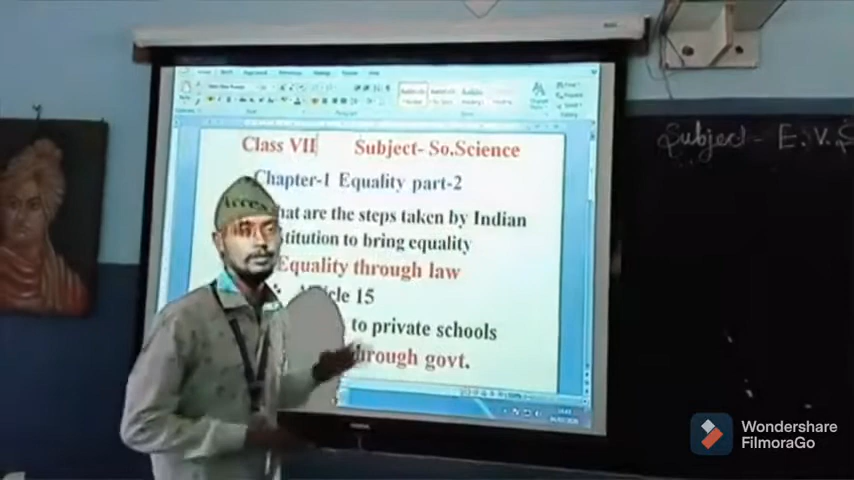 Class VII Subject- So.Science
Chapter-1 Equality part-2
hat are the steps taken by Indian
stitution to bring equality
Equality through law
cle 15
to private schools
hrough govt.
Subject- E.V.S
Wondershare
FilmoraGo